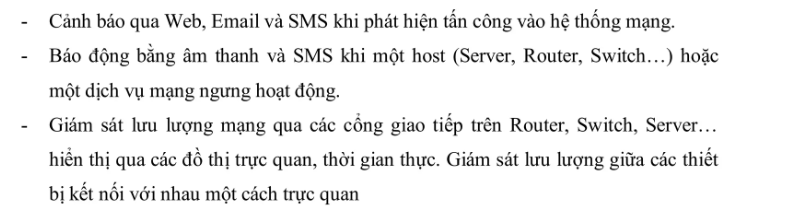 - Cảnh báo qua Web, Email và SMS khi phát hiện tấn công vào hệ thống mạng.
- Báo động bằng âm thanh và SMS khi một host (Server, Router, Switch…) hoặc
một dịch vụ mạng ngưng hoạt động.
- Giám sát lưu lượng mạng qua các cổng giao tiếp trên Router, Switch, Server…
hiển thị qua các đồ thị trực quan, thời gian thực. Giám sát lưu lượng giữa các thiết
bị kết nối với nhau một cách trực quan